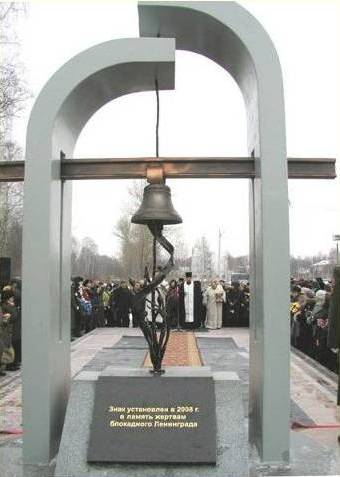 Знак установлен в 2008 г.
в память жертвам
блокадного Ленинграда